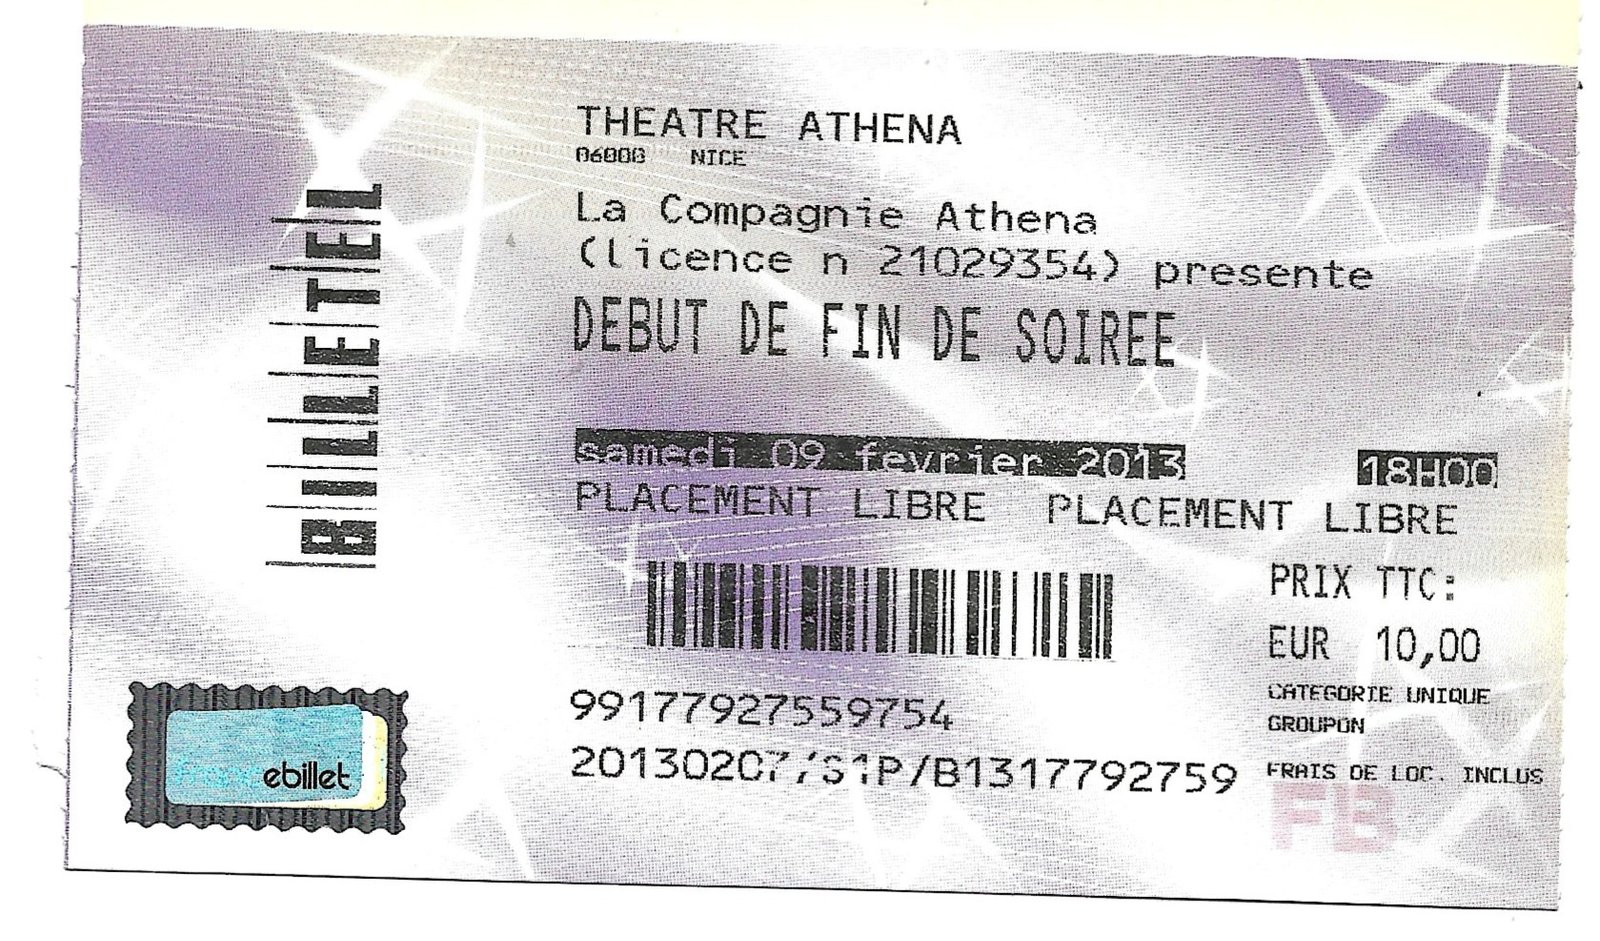 THEATRE ATHENA
06000 NICE
La Compagnie Athena
(licence n 21029354) presente
DEBUT DE FIN DE SOIREE
samedi 09 fevrier 2013 18H00
PLACEMENT LIBRE PLACEMENT LIBRE
PRIX TTC:
EUR 10,00
99177927559754
CATEGORIE UNIQUE
GROUPON
20130207/S1P/B1317792759
FRAIS DE LOC. INCLUS
FB
BILLETEL
ebillet